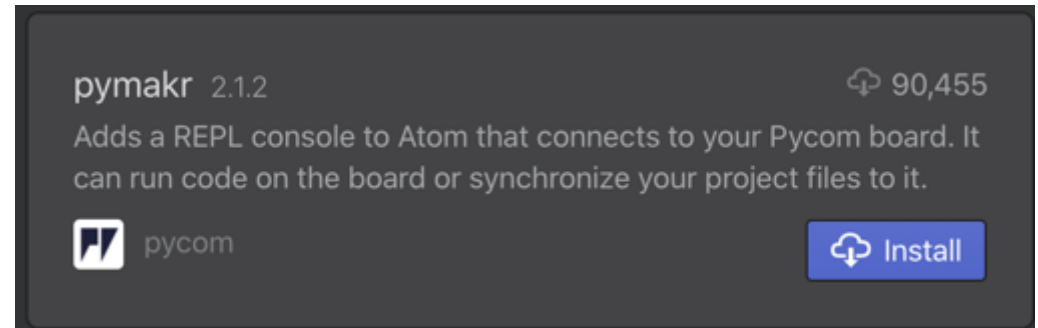 pymakr 2.1.2 90,455
Adds a REPL console to Atom that connects to your Pycom board. It
can run code on the board or synchronize your project files to it.
pycom Install